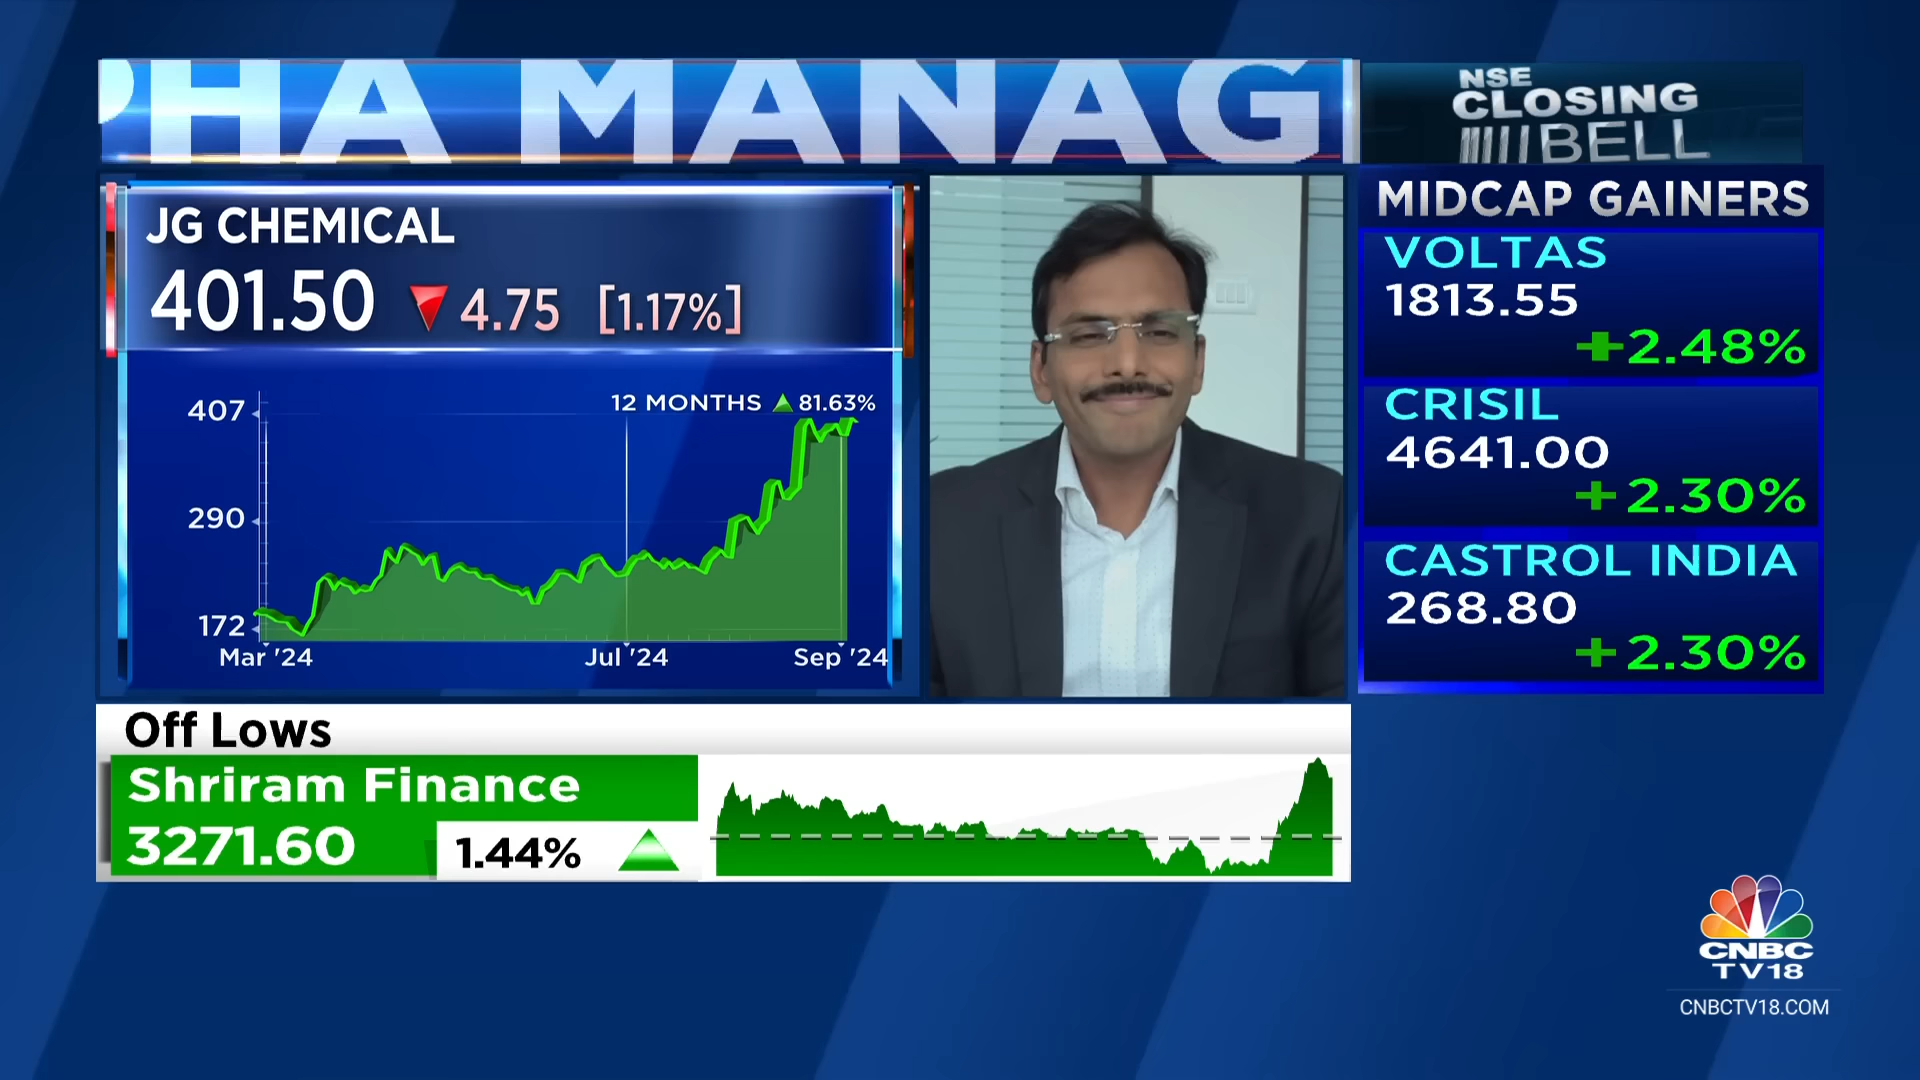 PHA MANAG
NSE
CLOSING
BELL
JG CHEMICAL
401.50 ▼ 4.75 [1.17%]
12 MONTHS ▲ 81.63%
407
290
172
Mar '24 Jul '24 Sep '24
MIDCAP GAINERS
VOLTAS
1813.55
+2.48%
CRISIL
4641.00
+2.30%
CASTROL INDIA
268.80
+2.30%
Off Lows
Shriram Finance
3271.60 1.44% ▲
CNBC
TV18
CNBCTV18.COM